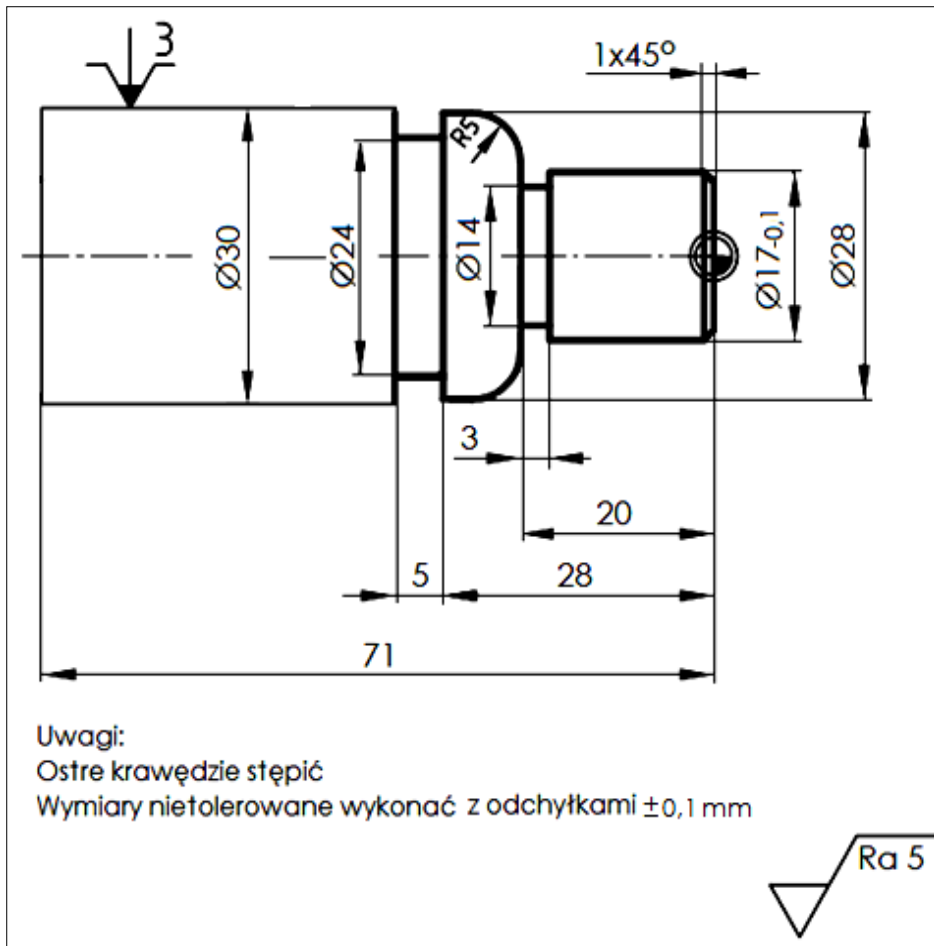 3
1x45°
R5
Ø30
Ø24
Ø14
Ø17-0,1
Ø28
3
20
5
28
71
Uwagi:
Ostre krawędzie stępić
Wymiary nietolerowane wykonać z odchyłkami ±0,1 mm
Ra 5